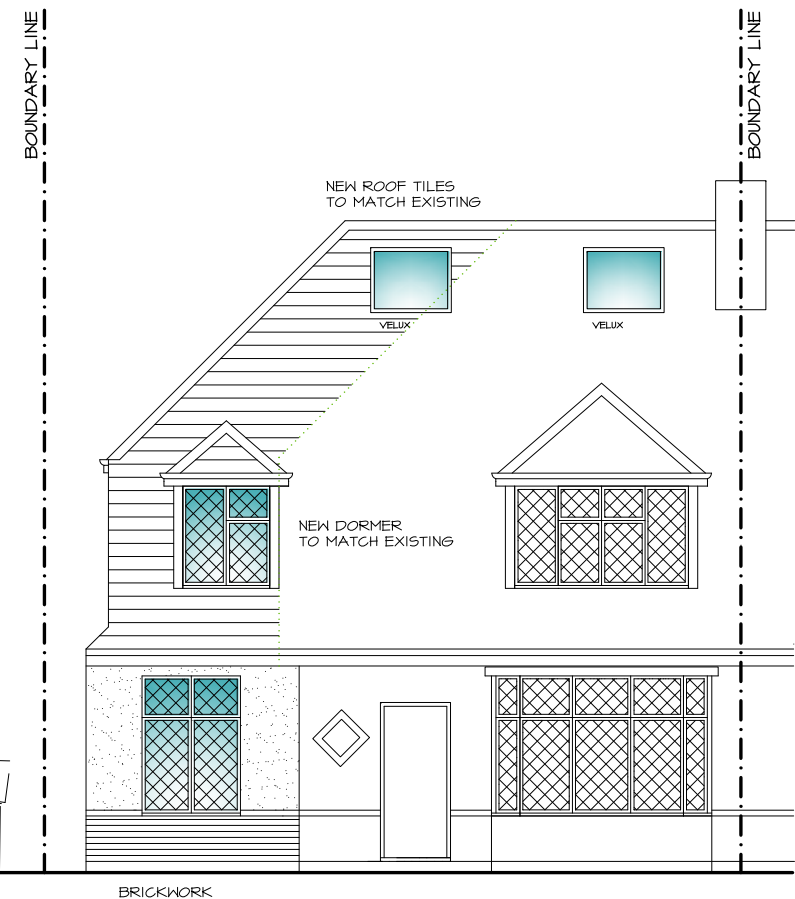 BOUNDARY LINE
BOUNDARY LINE
NEW ROOF TILES
TO MATCH EXISTING
VELUX
VELUX
NEW DORMER
TO MATCH EXISTING
BRICKWORK